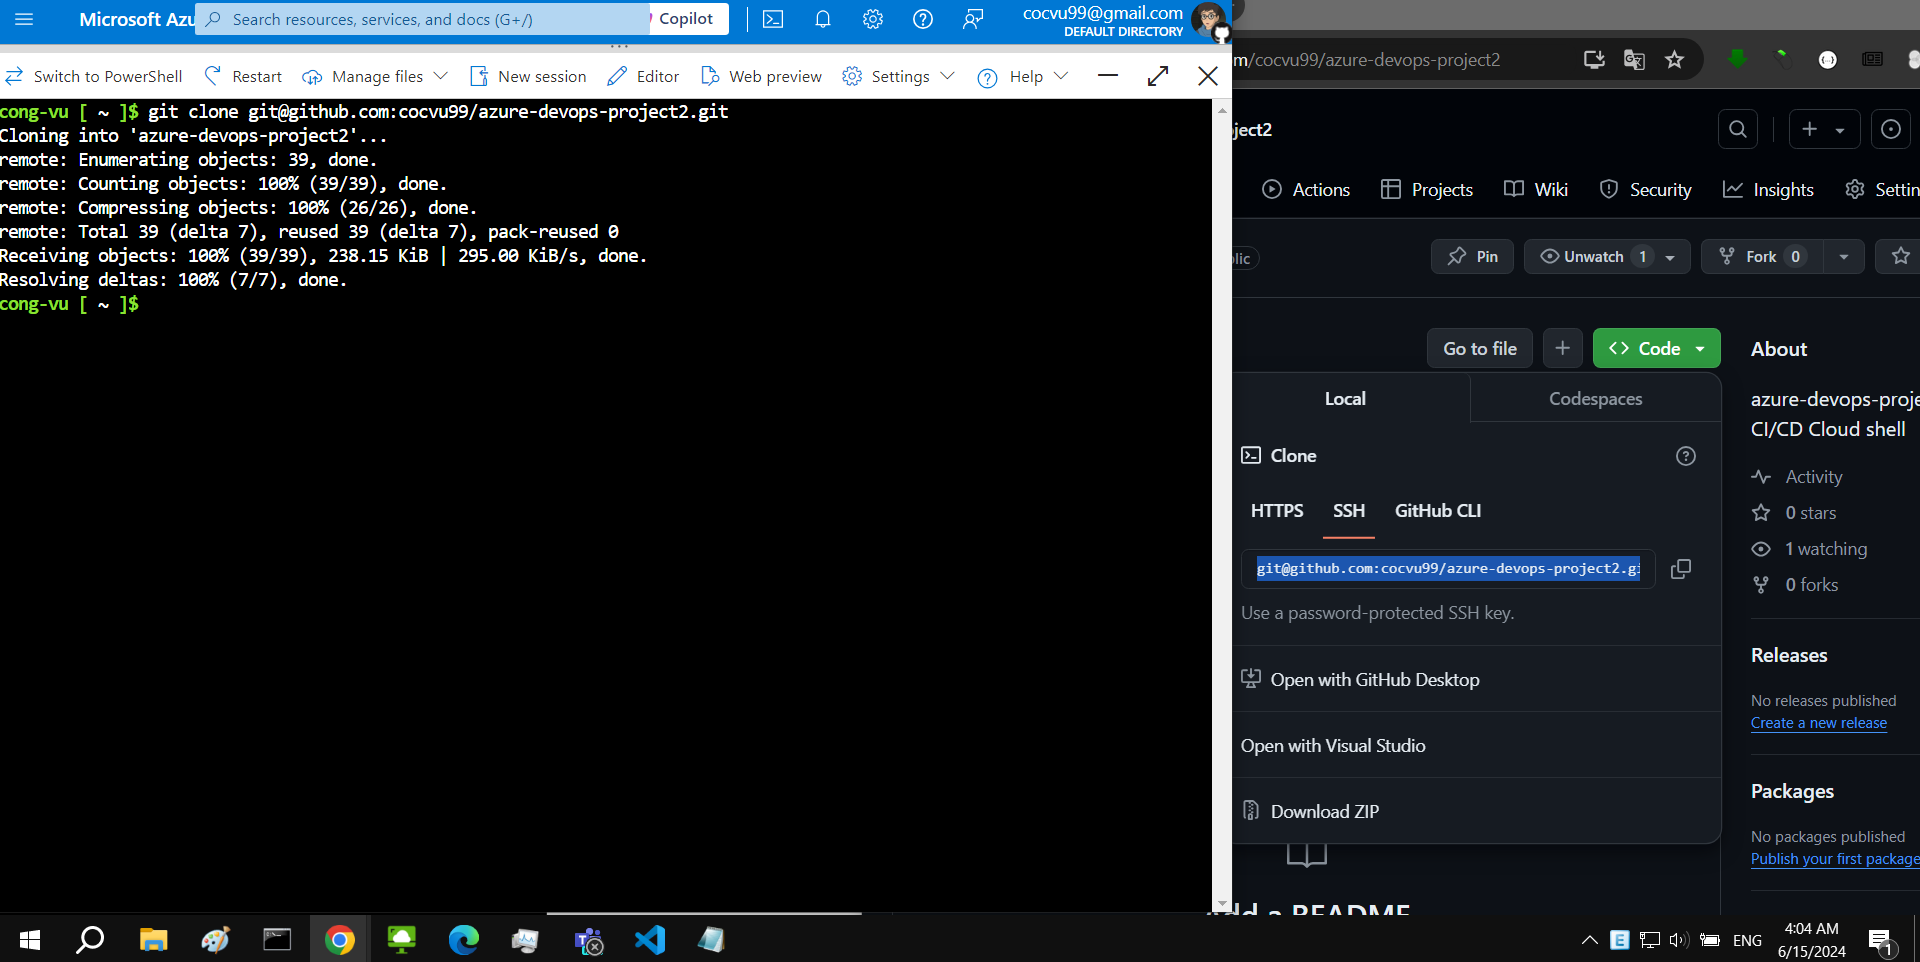 Microsoft Azu
Search resources, services, and docs (G+/)
Copilot
cocvu99@gmail.com
DEFAULT DIRECTORY
Switch to PowerShell
Restart
Manage files
New session
Editor
Web preview
Settings
Help
cong-vu [ ~ ]$ git clone git@github.com:cocvu99/azure-devops-project2.git
Cloning into 'azure-devops-project2'...
remote: Enumerating objects: 39, done.
remote: Counting objects: 100% (39/39), done.
remote: Compressing objects: 100% (26/26), done.
remote: Total 39 (delta 7), reused 39 (delta 7), pack-reused 0
Receiving objects: 100% (39/39), 238.15 KiB | 295.00 KiB/s, done.
Resolving deltas: 100% (7/7), done.
cong-vu [ ~ ]$
om/cocvu99/azure-devops-project2
ject2
Actions
Projects
Wiki
Security
Insights
Settin
blic
Pin
Unwatch 1
Fork 0
Go to file
Code
Local
Codespaces
Clone
HTTPS
SSH
GitHub CLI
git@github.com:cocvu99/azure-devops-project2.gi
Use a password-protected SSH key.
Open with GitHub Desktop
Open with Visual Studio
Download ZIP
Add a README
About
azure-devops-proje
CI/CD Cloud shell
Activity
0 stars
1 watching
0 forks
Releases
No releases published
Create a new release
Packages
No packages published
Publish your first package
ENG
4:04 AM
6/15/2024
1